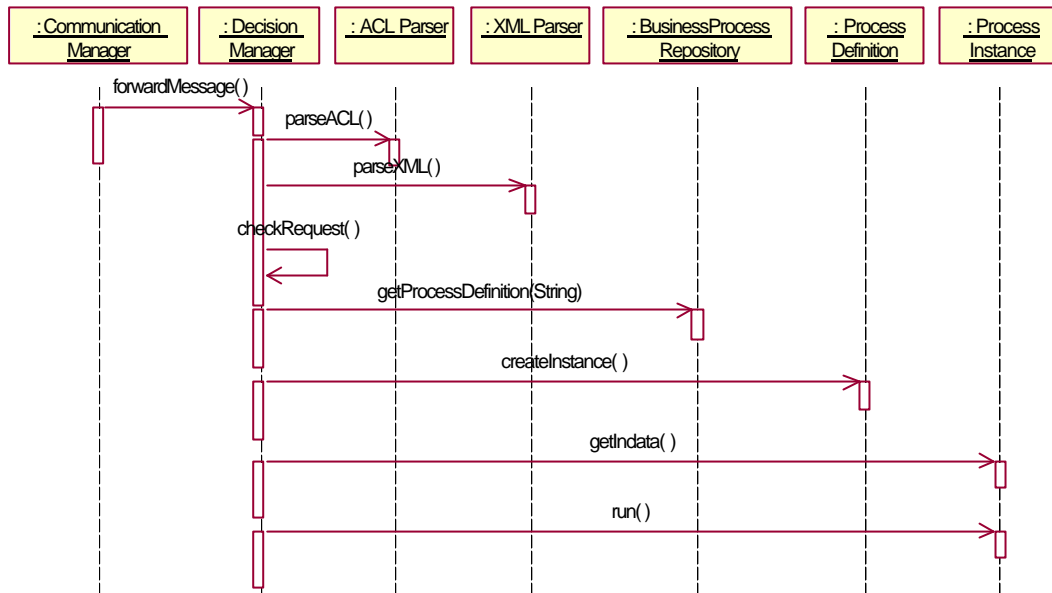 : Communication
Manager
: Decision
Manager
: ACL Parser
: XML Parser
: BusinessProcess
Repository
: Process
Definition
: Process
Instance
forwardMessage( )
parseACL( )
parseXML( )
checkRequest( )
getProcessDefinition(String)
createInstance( )
getIndata( )
run( )